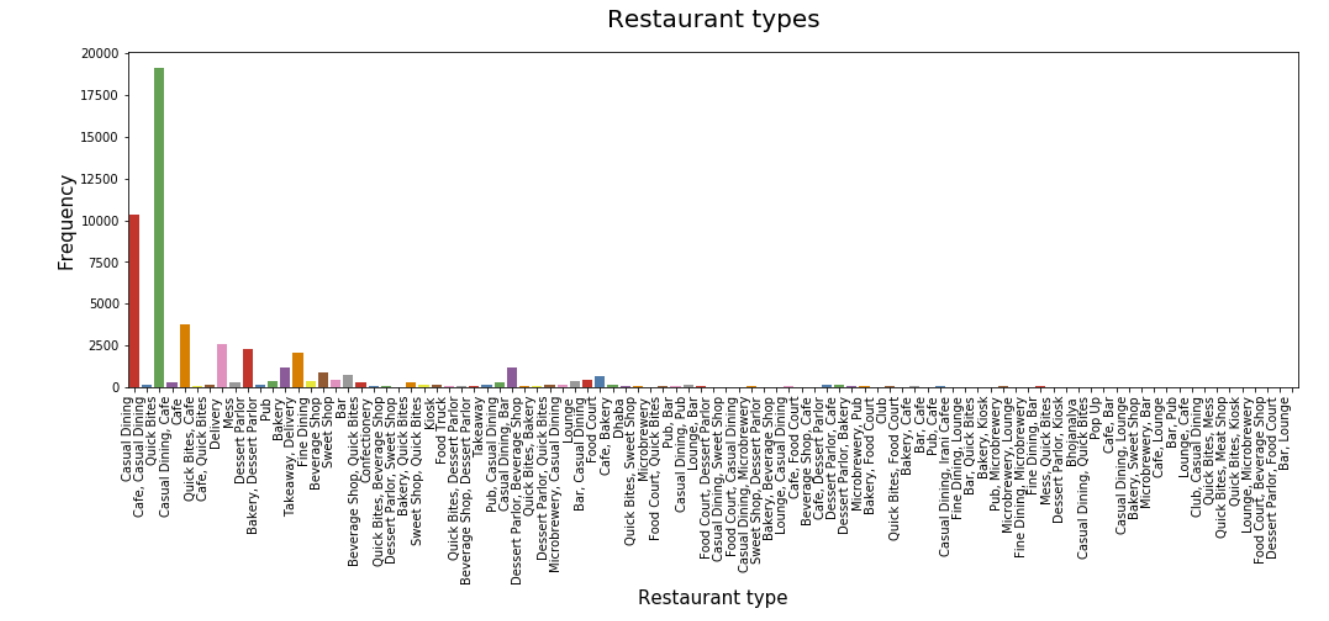 Restaurant types
20000
17500
15000
12500
10000
7500
5000
2500
0
Frequency
Casual Dining
Cafe, Casual Dining
Quick Bites
Casual Dining, Cafe
Cafe
Quick Bites, Cafe
Cafe, Quick Bites
Delivery
Mess
Dessert Parlor
Bakery, Dessert Parlor
Pub
Bakery
Takeaway, Delivery
Fine Dining
Beverage Shop
Sweet Shop
Bar
Beverage Shop, Quick Bites
Confectionery
Quick Bites, Beverage Shop
Dessert Parlor, Sweet Shop
Bakery, Quick Bites
Sweet Shop, Quick Bites
Kiosk
Food Truck
Quick Bites, Dessert Parlor
Beverage Shop, Dessert Parlor
Takeaway
Pub, Casual Dining
Casual Dining, Bar
Dessert Parlor, Beverage Shop
Quick Bites, Bakery
Dessert Parlor, Quick Bites
Microbrewery, Casual Dining
Lounge
Bar, Casual Dining
Food Court
Cafe, Bakery
Dhaba
Quick Bites, Sweet Shop
Microbrewery
Food Court, Quick Bites
Pub, Bar
Casual Dining, Pub
Lounge, Bar
Food Court, Dessert Parlor
Casual Dining, Sweet Shop
Food Court, Casual Dining
Casual Dining, Microbrewery
Sweet Shop, Dessert Parlor
Bakery, Beverage Shop
Lounge, Casual Dining
Cafe, Food Court
Beverage Shop, Cafe
Cafe, Dessert Parlor
Dessert Parlor, Cafe
Dessert Parlor, Bakery
Microbrewery, Pub
Bakery, Food Court
Club
Quick Bites, Food Court
Bakery, Cafe
Bar, Cafe
Pub, Cafe
Casual Dining, Irani Cafee
Fine Dining, Lounge
Bar, Quick Bites
Bakery, Kiosk
Pub, Microbrewery
Microbrewery, Lounge
Fine Dining, Microbrewery
Fine Dining, Bar
Mess, Quick Bites
Dessert Parlor, Kiosk
Bhojanalya
Casual Dining, Quick Bites
Pop Up
Cafe, Bar
Casual Dining, Lounge
Bakery, Sweet Shop
Microbrewery, Bar
Cafe, Lounge
Bar, Pub
Lounge, Cafe
Club, Casual Dining
Quick Bites, Mess
Quick Bites, Meat Shop
Quick Bites, Kiosk
Lounge, Microbrewery
Food Court, Beverage Shop
Dessert Parlor, Food Court
Bar, Lounge
Restaurant type